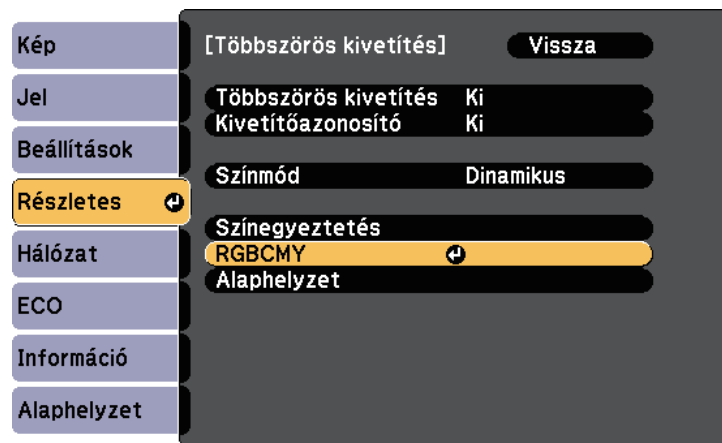 Kép
Jel
Beállítások
Részletes
Hálózat
ECO
Információ
Alaphelyzet
[Többszörös kivetítés] Vissza
Többszörös kivetítés Ki
Kivetítőazonosító Ki
Színmód Dinamikus
Színegyeztetés
RGBCMY
Alaphelyzet